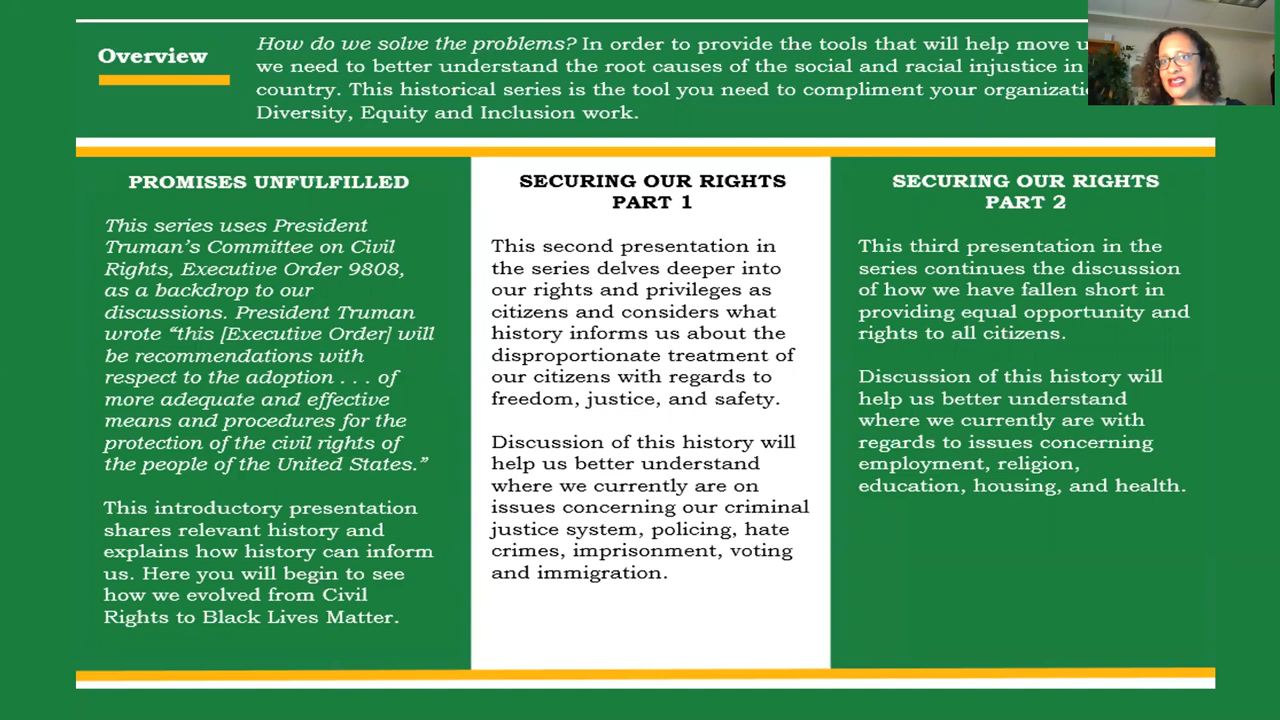 Overview
How do we solve the problems? In order to provide the tools that will help move
we need to better understand the root causes of the social and racial injustice in
country. This historical series is the tool you need to compliment your
Diversity, Equity and Inclusion work.
PROMISES UNFULFILLED
This series uses President
Truman's Committee on Civil
Rights, Executive Order 9808,
as a backdrop to our
discussions. President Truman
wrote “this [Executive Order] will
be recommendations with
respect to the adoption . . . of
more adequate and effective
means and procedures for the
protection of the civil rights of
the people of the United States.”
This introductory presentation
shares relevant history and
explains how history can inform
us. Here you will begin to see
how we evolved from Civil
Rights to Black Lives Matter.
SECURING OUR RIGHTS
PART 1
This second presentation in
the series delves deeper into
our rights and privileges as
citizens and considers what
history informs us about the
disproportionate treatment of
our citizens with regards to
freedom, justice, and safety.
Discussion of this history will
help us better understand
where we currently are on
issues concerning our criminal
justice system, policing, hate
crimes, imprisonment, voting
and immigration.
SECURING OUR RIGHTS
PART 2
This third presentation in the
series continues the discussion
of how we have fallen short in
providing equal opportunity and
rights to all citizens.
Discussion of this history will
help us better understand
where we currently are with
regards to issues concerning
employment, religion,
education, housing, and health.